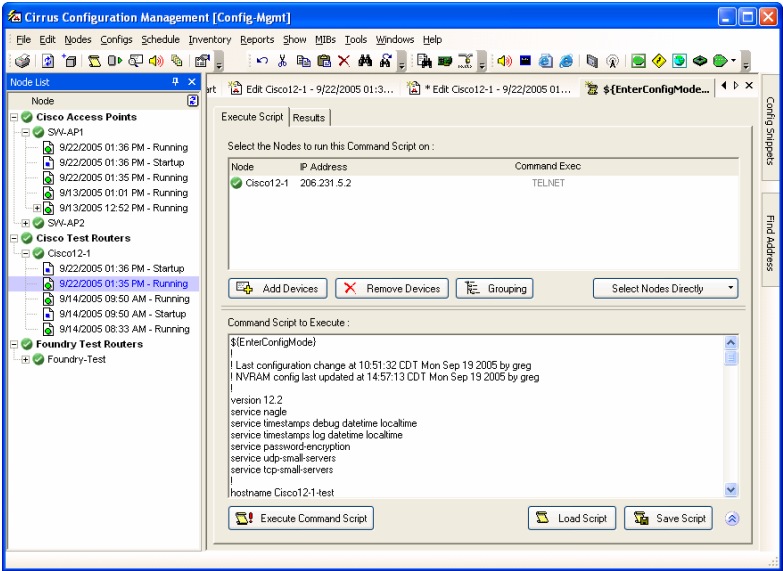 Cirrus Configuration Management [Config-Mgmt]
File Edit Nodes Configs Schedule Inventory Reports Show MIBs Tools Windows Help
Node List
Node
Cisco Access Points
SW-AP1
9/22/2005 01:36 PM - Running
9/22/2005 01:36 PM - Startup
9/22/2005 01:35 PM - Running
9/13/2005 01:01 PM - Running
9/13/2005 12:52 PM - Running
SW-AP2
Cisco Test Routers
Cisco12-1
9/22/2005 01:36 PM - Startup
9/22/2005 01:35 PM - Running
9/14/2005 09:50 AM - Running
9/14/2005 09:50 AM - Startup
9/14/2005 08:33 AM - Running
Foundry Test Routers
Foundry-Test
rt Edit Cisco12-1 - 9/22/2005 01:3... * Edit Cisco12-1 - 9/22/2005 01... ${EnterConfigMode...
Execute Script Results
Select the Nodes to run this Command Script on :
Node IP Address Command Exec
Cisco12-1 206.231.5.2 TELNET
Add Devices Remove Devices Grouping Select Nodes Directly
Command Script to Execute :
${EnterConfigMode}
!
! Last configuration change at 10:51:32 CDT Mon Sep 19 2005 by greg
! NVRAM config last updated at 14:57:13 CDT Mon Sep 19 2005 by greg
!
version 12.2
service nagle
service timestamps debug datetime localtime
service timestamps log datetime localtime
service password-encryption
service udp-small-servers
service tcp-small-servers
!
hostname Cisco12-1-test
Execute Command Script Load Script Save Script
Config Snippets
Find Address